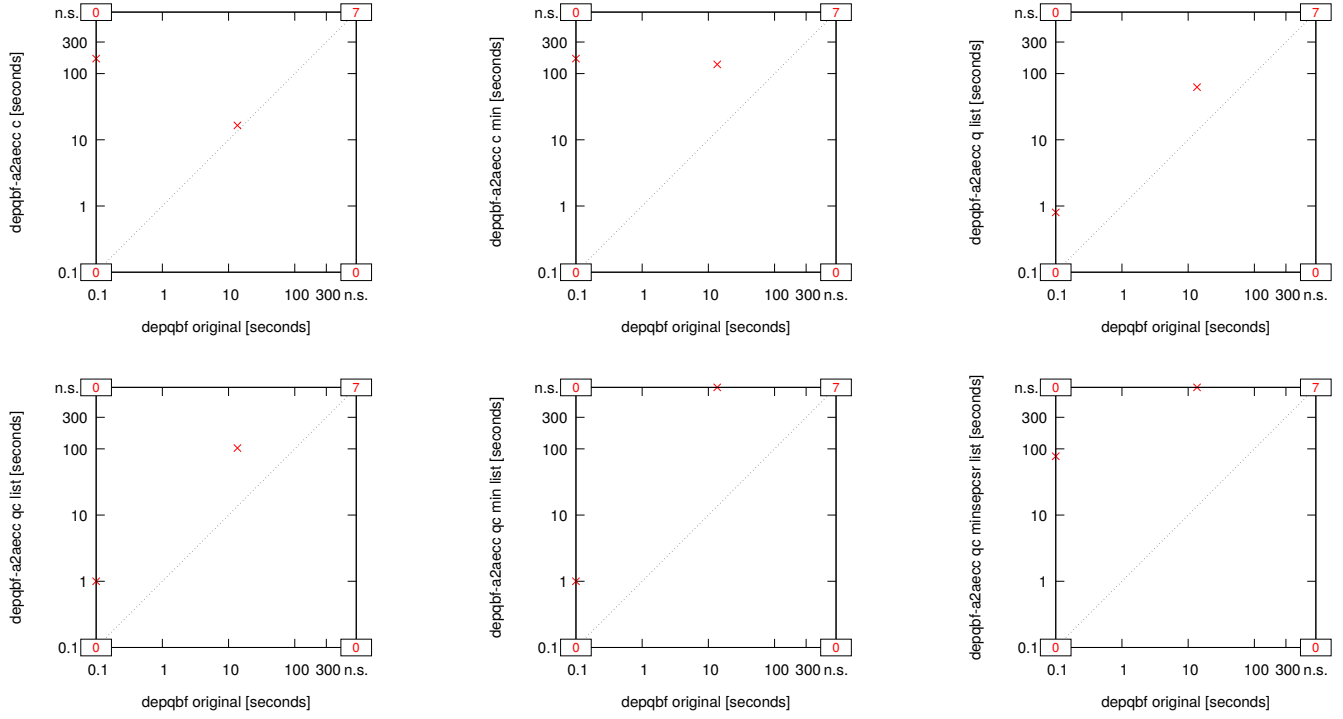 n.s. 0 7
300
100
10
1
0.1 0 0
0.1 1 10 100 300 n.s.
depqbf original [seconds]
depqbf-a2aecc c [seconds]
n.s. 0 7
300
100
10
1
0.1 0 0
0.1 1 10 100 300 n.s.
depqbf original [seconds]
depqbf-a2aecc c min [seconds]
n.s. 0 7
300
100
10
1
0.1 0 0
0.1 1 10 100 300 n.s.
depqbf original [seconds]
depqbf-a2aecc q list [seconds]
n.s. 0 7
300
100
10
1
0.1 0 0
0.1 1 10 100 300 n.s.
depqbf original [seconds]
depqbf-a2aecc qc list [seconds]
n.s. 0 7
300
100
10
1
0.1 0 0
0.1 1 10 100 300 n.s.
depqbf original [seconds]
depqbf-a2aecc qc min list [seconds]
n.s. 0 7
300
100
10
1
0.1 0 0
0.1 1 10 100 300 n.s.
depqbf original [seconds]
depqbf-a2aecc qc minsepcsr list [seconds]